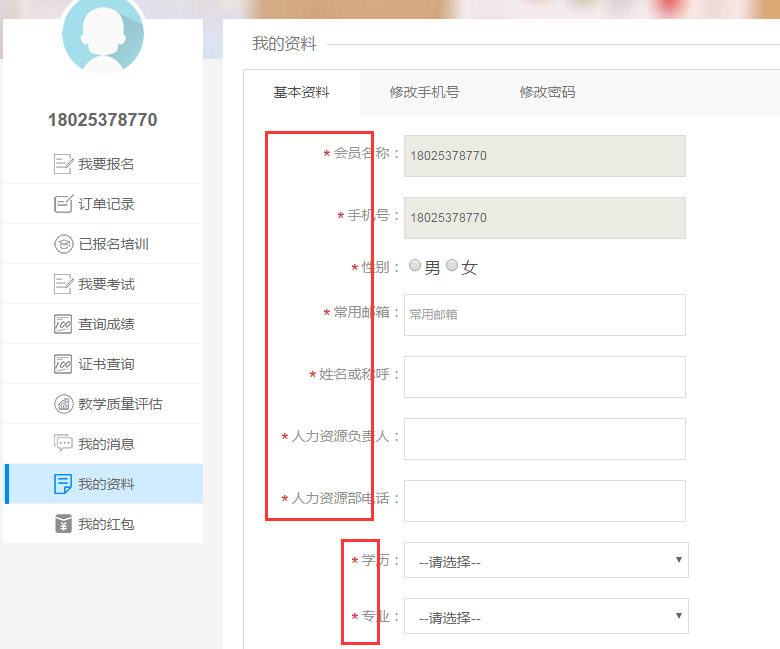 18025378770
我要报名
订单记录
已报名培训
我要考试
查询成绩
证书查询
教学质量评估
我的消息
我的资料
我的红包
我的资料
基本资料 修改手机号 修改密码
*会员名称： 18025378770
*手机号： 18025378770
*性别： 男 女
*常用邮箱： 常用邮箱
*姓名或称呼：
*人力资源负责人：
*人力资源部电话：
*学历： --请选择--
*专业： --请选择--